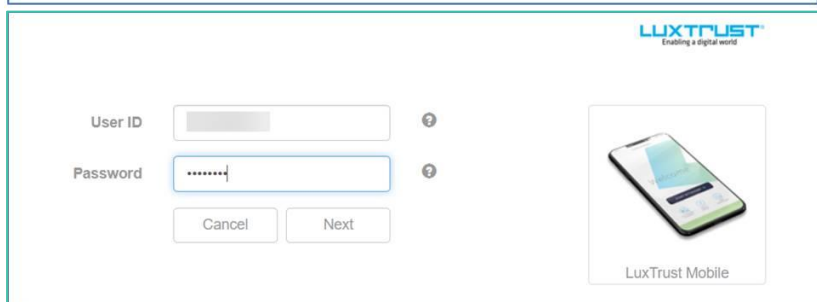 LUXTRUST
Enabling a digital world
User ID
Password
Cancel
Next
LuxTrust Mobile